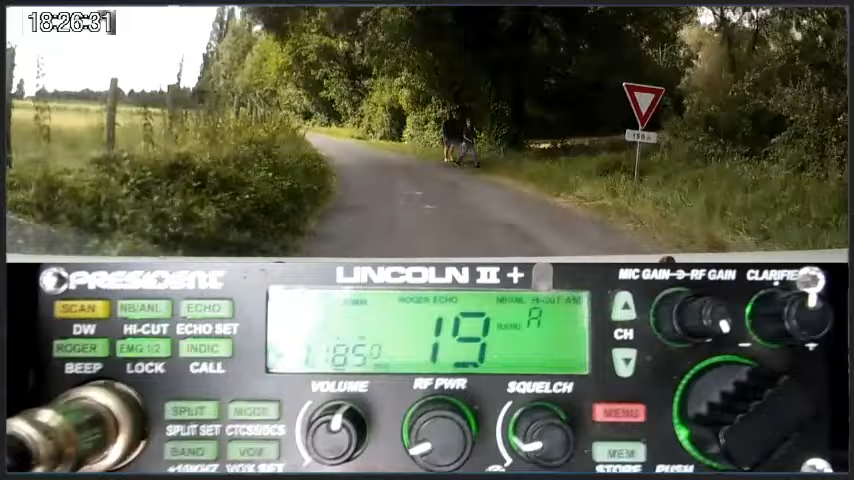 18:26:31
150 m
PRESIDENT
LINCOLN II +
MIC GAIN RF GAIN CLARIFIE
SCAN NB/ANL ECHO
DW HI-CUT ECHO SET
ROGER EMG 1/2 INDIC
BEEP LOCK CALL
ROGER ECHO NB/ANL HI-CUT AM
19 BAND A
CH
VOLUME RF PWR SQUELCH
SPLIT MODE
SPLIT SET CTCSS/DCS
BAND VOX
+10KHZ VOX SET
MENU
MEM
STORE PUSH